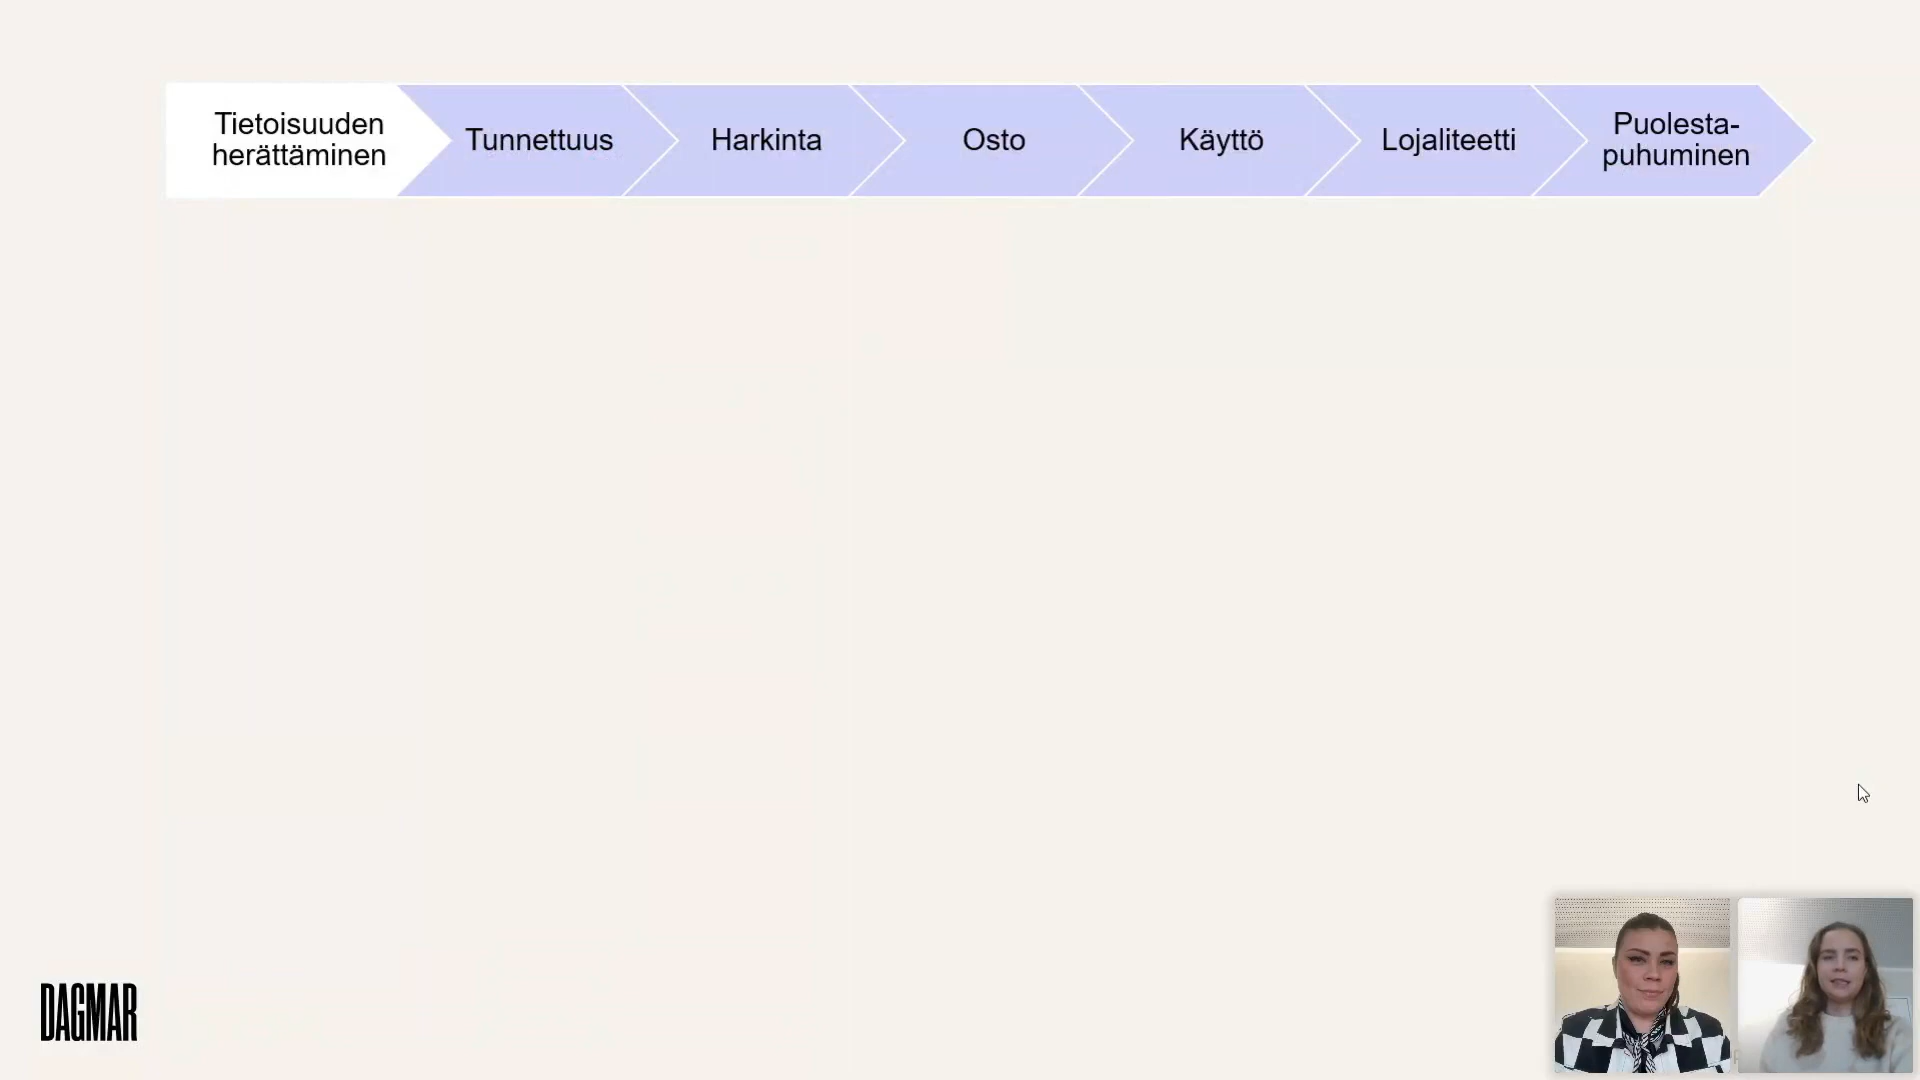 Tietoisuuden
herättäminen
Tunnettuus
Harkinta
Osto
Käyttö
Lojaliteetti
Puolesta-
puhuminen
DAGMAR